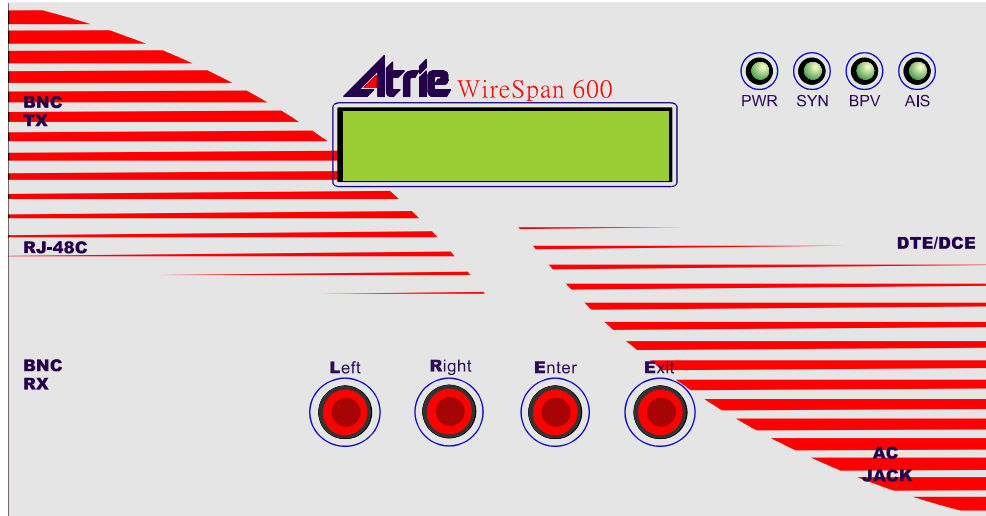 Atrie WireSpan 600
PWR SYN BPV AIS
BNC
TX
RJ-48C
DTE/DCE
BNC
RX
Left Right Enter Exit
AC
JACK